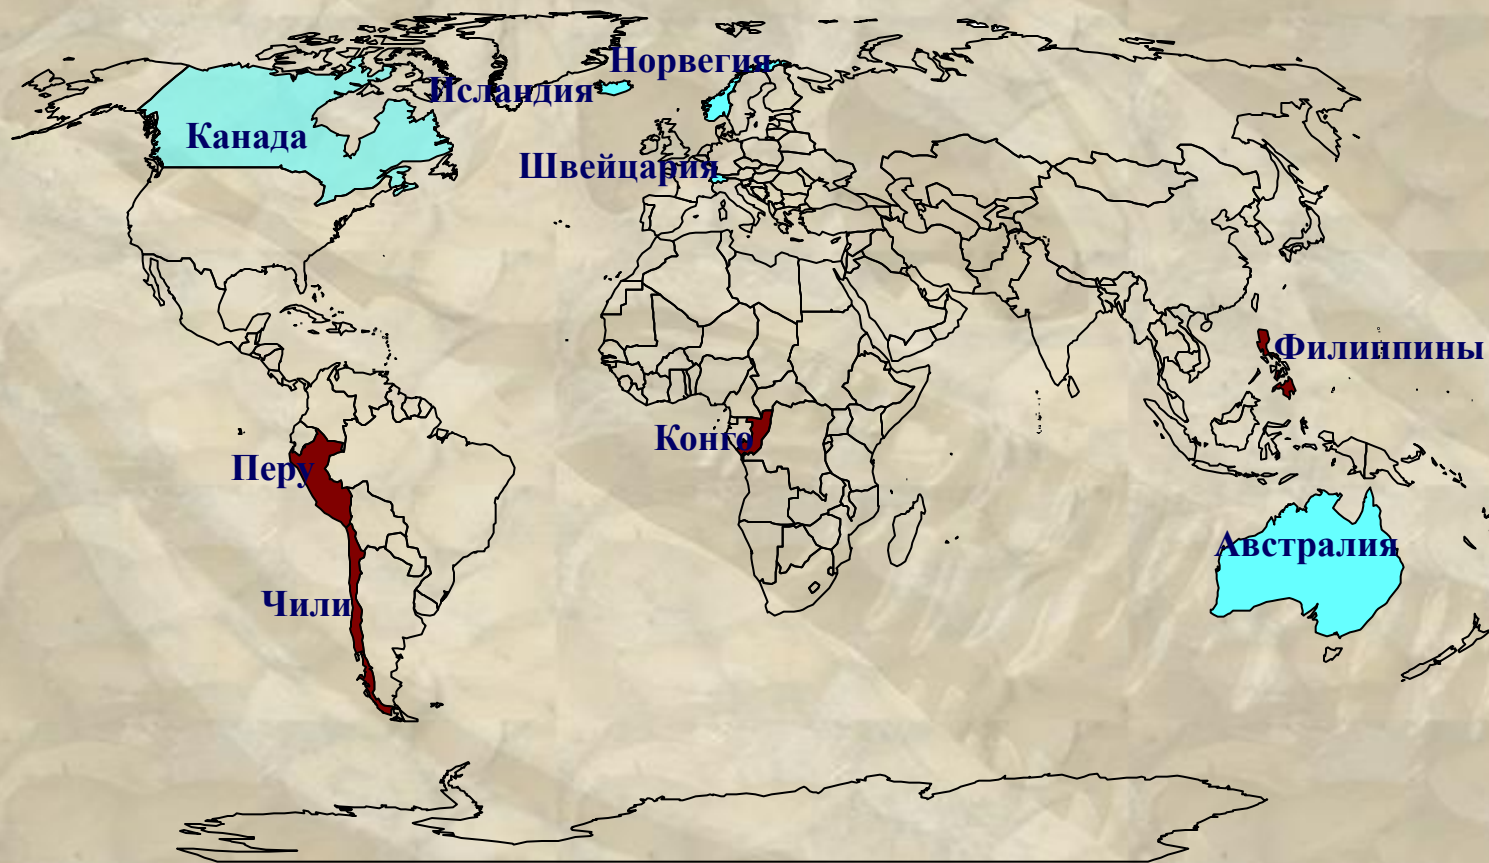 Норвегия
Исландия
Канада
Швейцария
Филиппины
Конго
Перу
Австралия
Чили